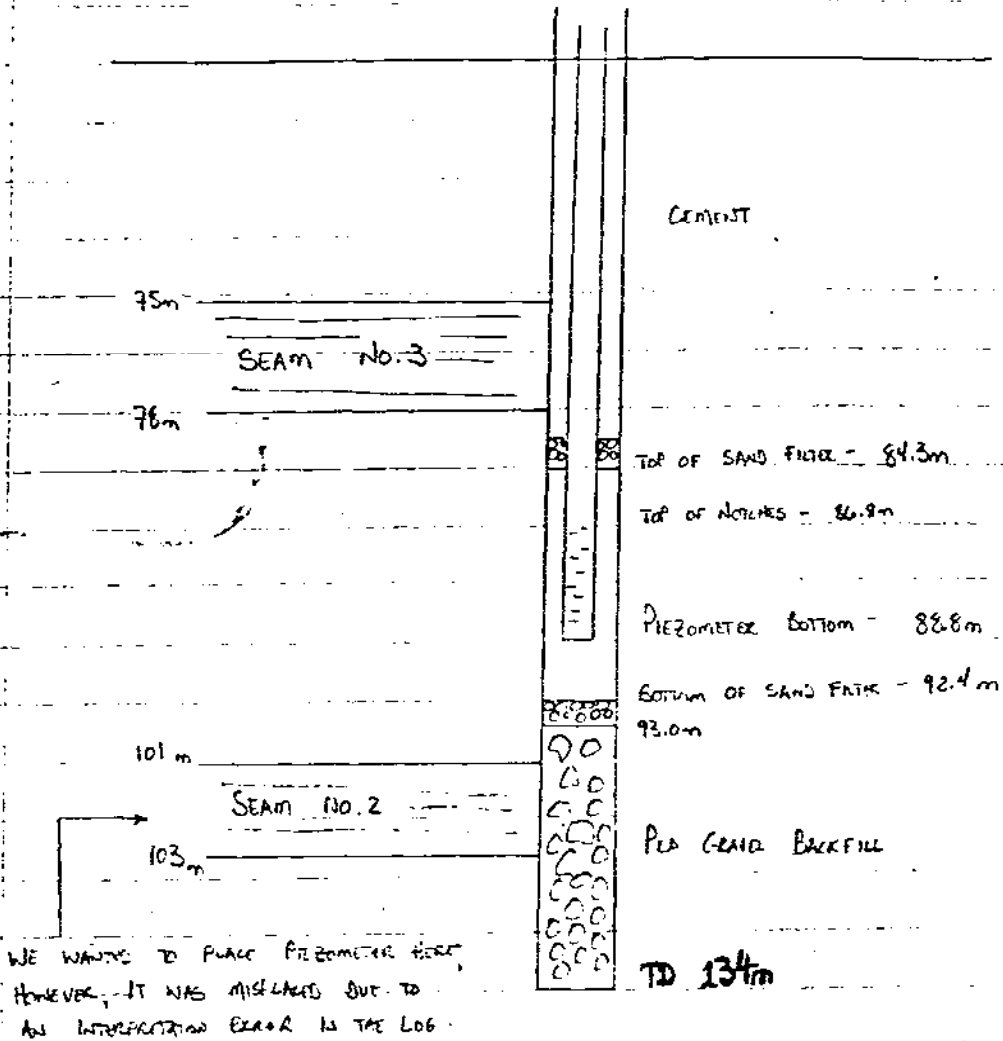 CEMENT
75m
SEAM No. 3
78m
TOP OF SAND FILTER - 84.3m
TOP OF NOTCHES - 86.8m
PIEZOMETER BOTTOM - 88.8m
BOTTOM OF SAND FILTER - 92.4 m
93.0m
101 m
SEAM NO. 2
103m
PEA GRAVEL BACKFILL
WE WANTED TO PLACE PIEZOMETER HERE,
HOWEVER, IT WAS MISPLACED DUE TO
AN INTERPRETATION ERROR IN THE LOG.
TD 134m